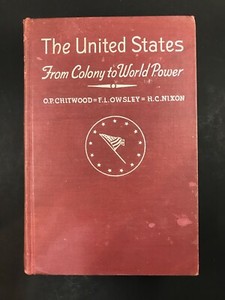 The United States
From Colony to World Power
O.P. CHITWOOD = F.L. OWSLEY = H.C. NIXON